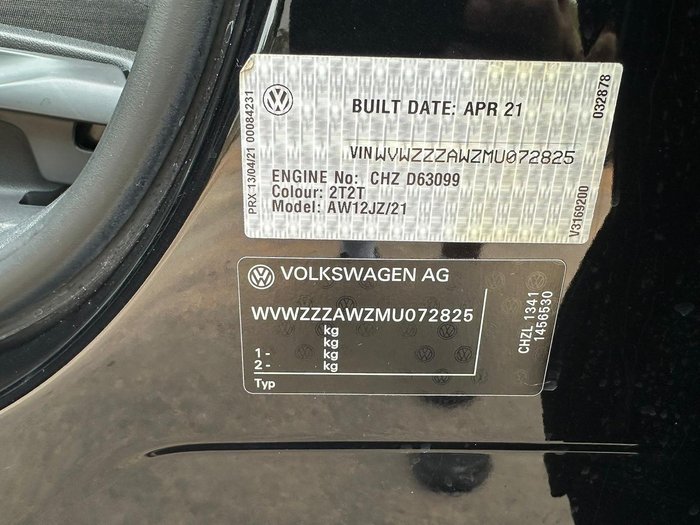 BUILT DATE: APR 21
VIN WVWZZZAWZMU072825
ENGINE No: CHZ D63099
Colour: 2T2T
Model: AW12JZ/21
PRX 13/04/21 00084231
032878
V3169200
VOLKSWAGEN AG
WVWZZZAWZMU072825
kg
kg
1- kg
2- kg
Typ
CHZL 1341
1456530